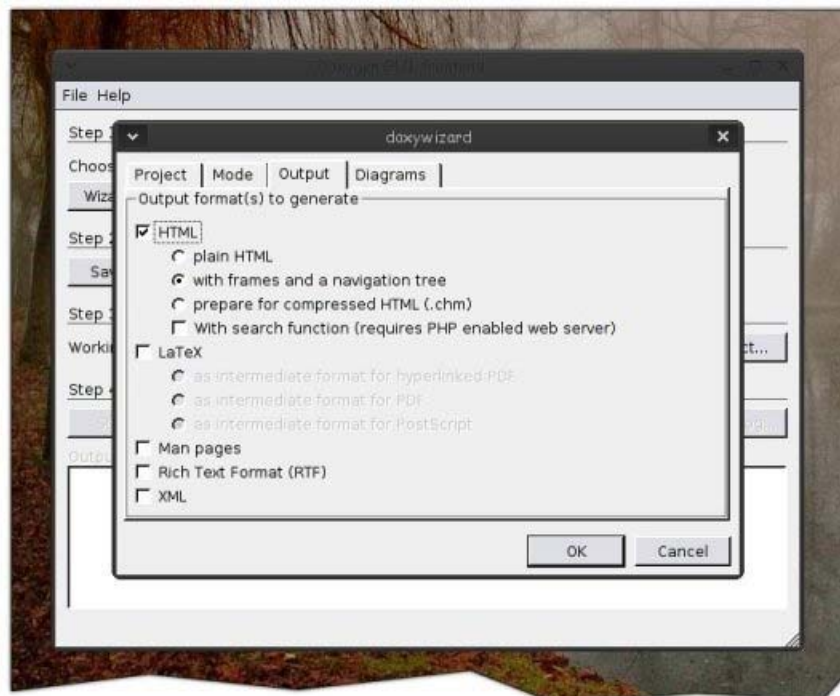 File Help
doxywizard
Step
Choos
Wiza
Step 2
Sav
Step 3
Workin
Step 4
Outpu
Project Mode Output Diagrams
Output format(s) to generate
HTML
plain HTML
with frames and a navigation tree
prepare for compressed HTML (.chm)
With search function (requires PHP enabled web server)
LaTeX
as intermediate format for hyperlinked PDF
as intermediate format for PDF
as intermediate format for PostScript
Man pages
Rich Text Format (RTF)
XML
OK Cancel
ct...